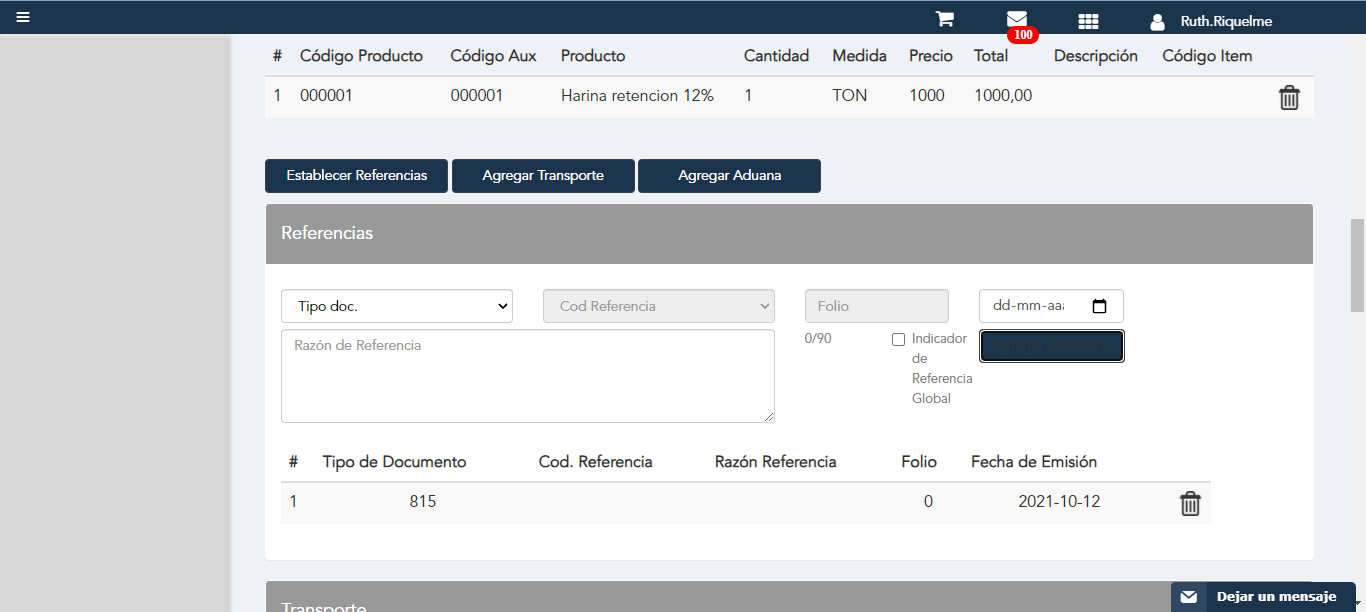 Ruth.Riquelme
100
# Código Producto Código Aux Producto Cantidad Medida Precio Total Descripción Código Item
1 000001 000001 Harina retencion 12% 1 TON 1000 1000,00
Establecer Referencias Agregar Transporte Agregar Aduana
Referencias
Tipo doc. Cod Referencia Folio dd-mm-aaa
Razón de Referencia 0/90 Indicador
de
Referencia
Global
# Tipo de Documento Cod. Referencia Razón Referencia Folio Fecha de Emisión
1 815 0 2021-10-12
Transporte
Dejar un mensaje